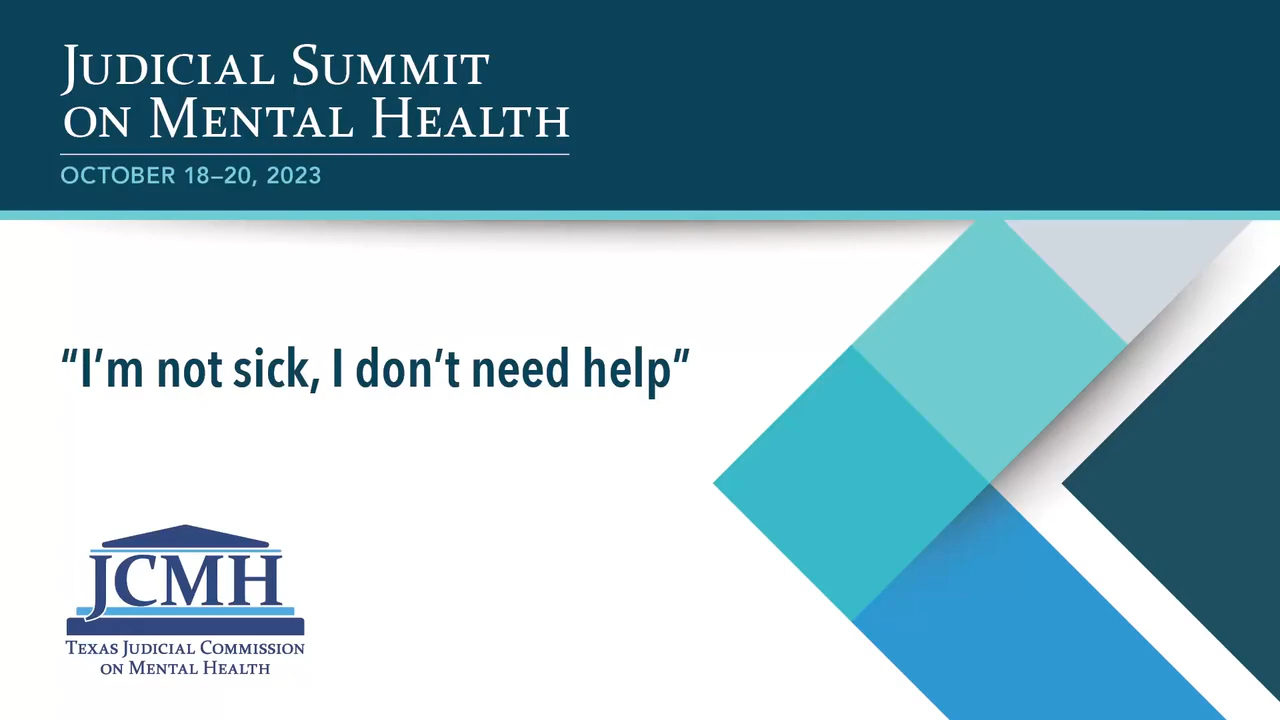 JUDICIAL SUMMIT
ON MENTAL HEALTH
OCTOBER 18–20, 2023
“I’m not sick, I don’t need help”
JCMH
TEXAS JUDICIAL COMMISSION
ON MENTAL HEALTH